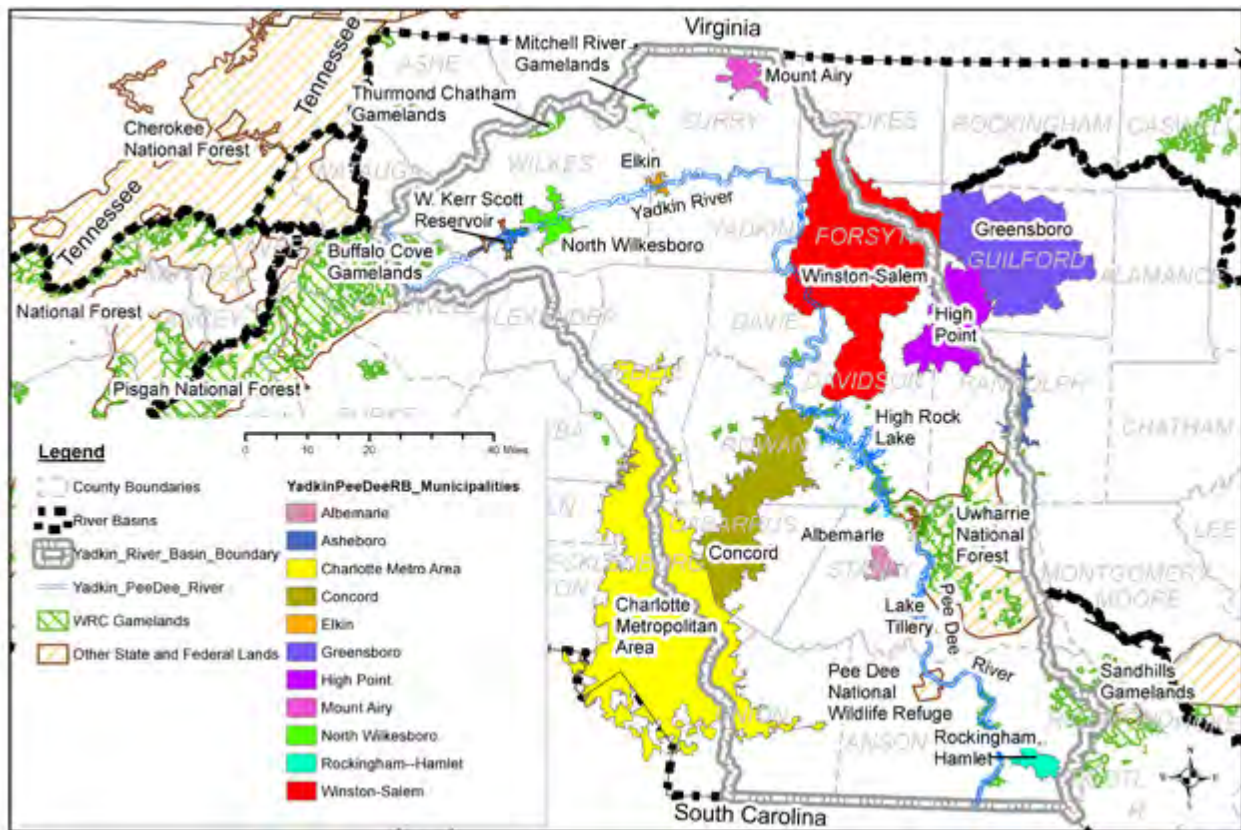 Virginia
Mitchell River
Gamelands
Mount Airy
ASHE
Thurmond Chatham
Gamelands
SURRY
STOKES
ROCKINGHAM
Tennessee
Cherokee
National Forest
WILKES
Elkin
W. Kerr Scott
Reservoir
Yadkin River
YADKIN
FORSYT
Greensboro
GUILFORD
Tennessee
Buffalo Cove
Gamelands
North Wilkesboro
Winston-Salem
ALAMANCE
National Forest
ALEXANDER
DAVIE
High
Point
Pisgah National Forest
DAVIDSON
RANDOLPH
High Rock
Lake
CHATHAM
ROWAN
0 10 20 40 Miles
Legend
County Boundaries
River Basins
Yadkin_River_Basin_Boundary
Yadkin_PeeDee_River
WRC Gamelands
Other State and Federal Lands
YadkinPeeDeeRB_Municipalities
Albemarle
Asheboro
Charlotte Metro Area
Concord
Elkin
Greensboro
High Point
Mount Airy
North Wilkesboro
Rockingham--Hamlet
Winston-Salem
CABARRUS
LEE
Albemarle
Uwharrie
National
Forest
Concord
MONTGOMERY
MOORE
Charlotte
Metropolitan
Area
Lake
Tillery
Pee Dee
River
Pee Dee
National
Wildlife Refuge
Sandhills
Gamelands
ANSON
Rockingham,
Hamlet
South Carolina
N